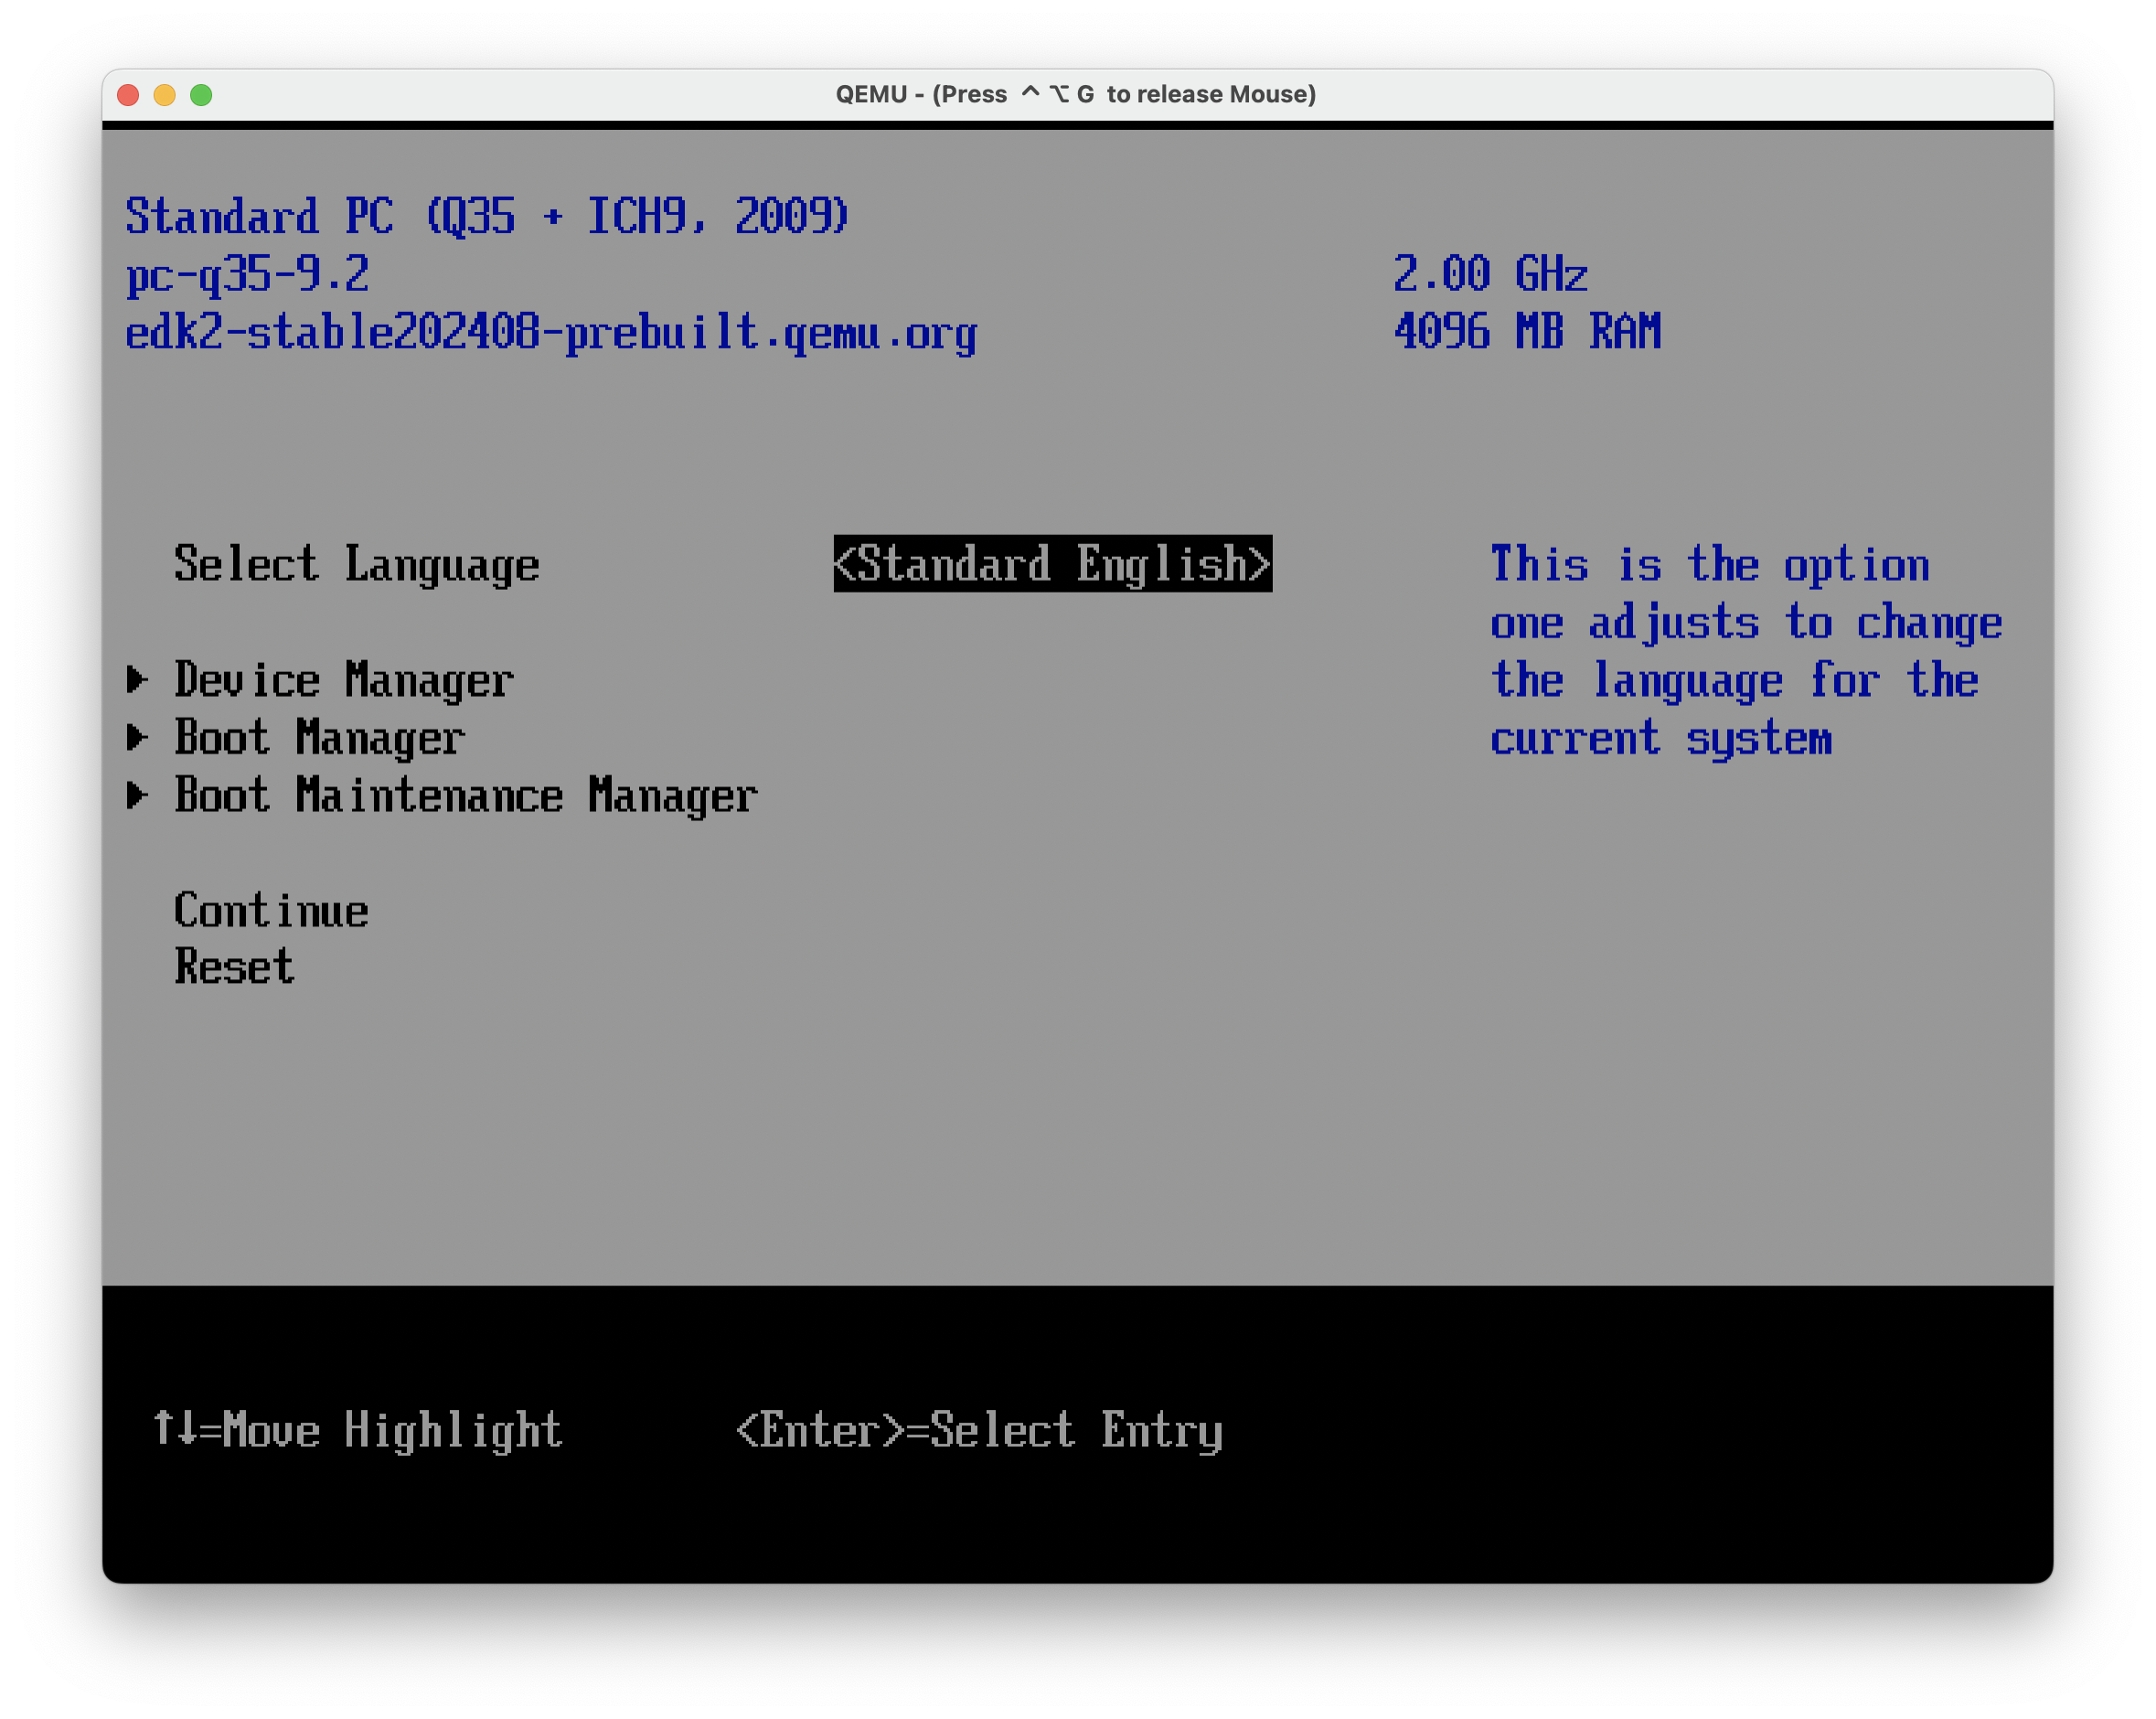 QEMU - (Press ⌃ ⌥ G to release Mouse)
Standard PC (Q35 + ICH9, 2009)
pc-q35-9.2 2.00 GHz
edk2-stable202408-prebuilt.qemu.org 4096 MB RAM
Select Language <Standard English> This is the option
one adjusts to change
▶ Device Manager the language for the
▶ Boot Manager current system
▶ Boot Maintenance Manager
Continue
Reset
↑↓=Move Highlight <Enter>=Select Entry